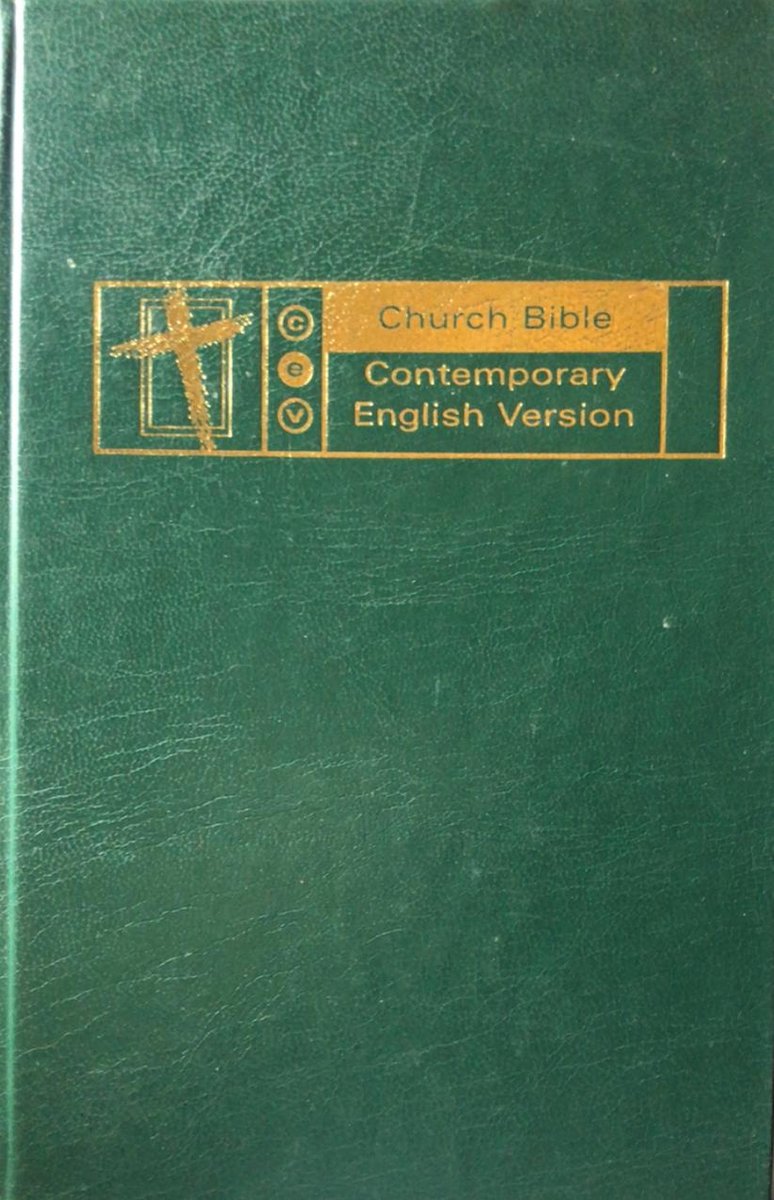 c
e
v
Church Bible
Contemporary
English Version